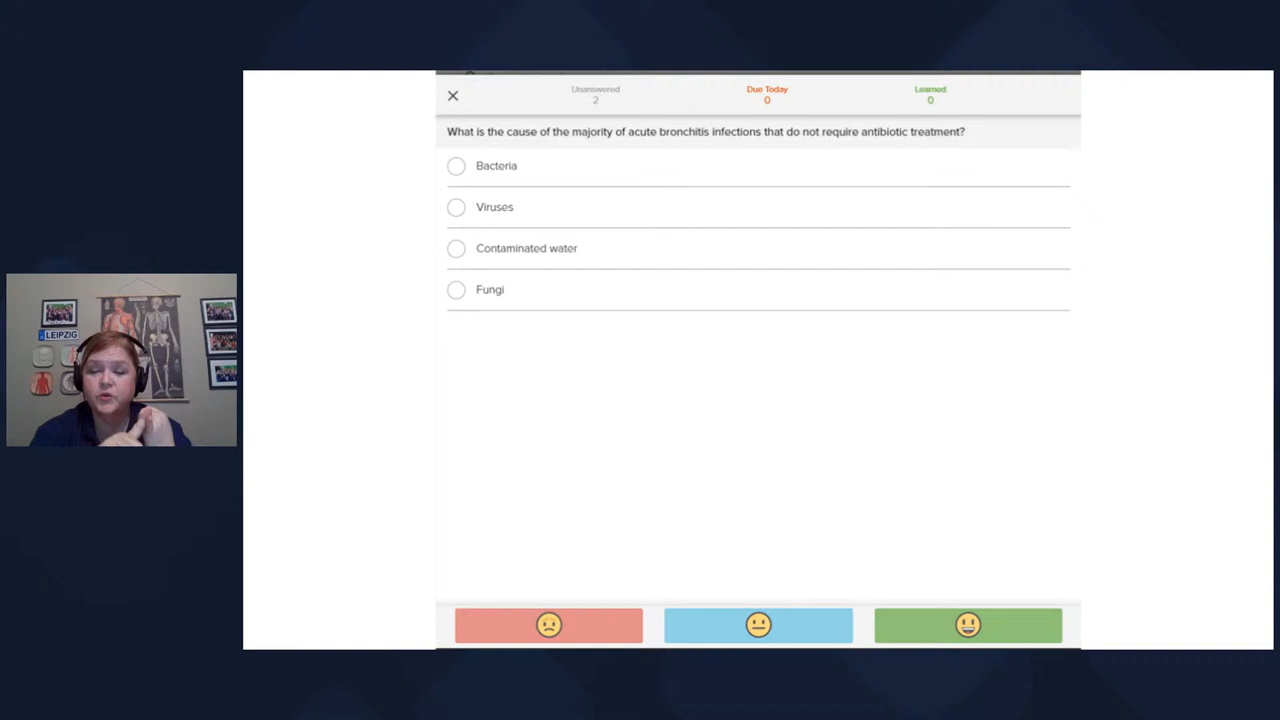 Unanswered
2
Due Today
0
Learned
0
What is the cause of the majority of acute bronchitis infections that do not require antibiotic treatment?
Bacteria
Viruses
Contaminated water
Fungi
LEIPZIG